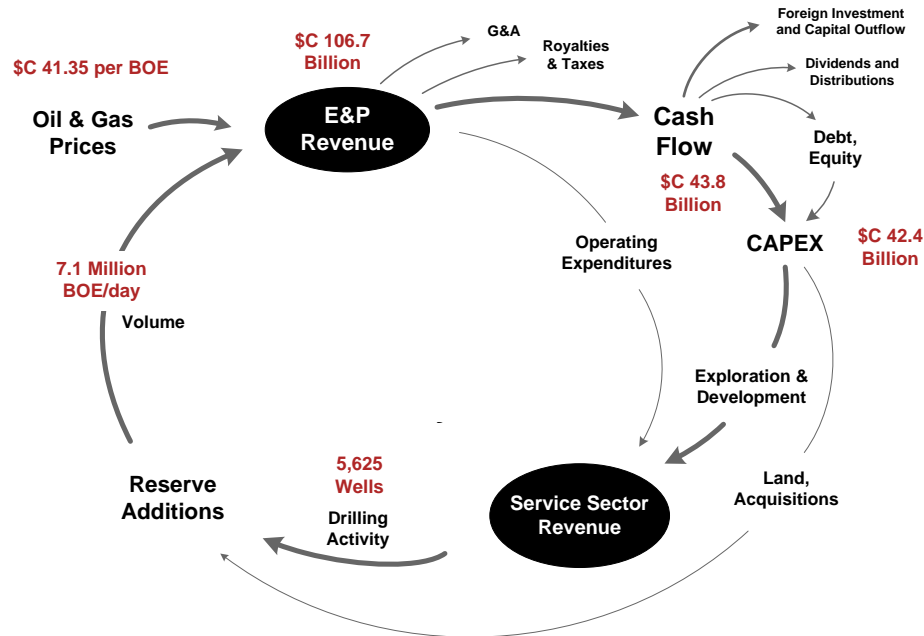 Foreign Investment
and Capital Outflow
G&A
$C 106.7
Billion
Royalties
& Taxes
$C 41.35 per BOE
Dividends and
Distributions
Oil & Gas
Prices
E&P
Revenue
Cash
Flow
Debt,
Equity
$C 43.8
Billion
CAPEX
$C 42.4
Billion
Operating
Expenditures
7.1 Million
BOE/day
Volume
Exploration &
Development
5,625
Wells
Reserve
Additions
Drilling
Activity
Service Sector
Revenue
Land,
Acquisitions